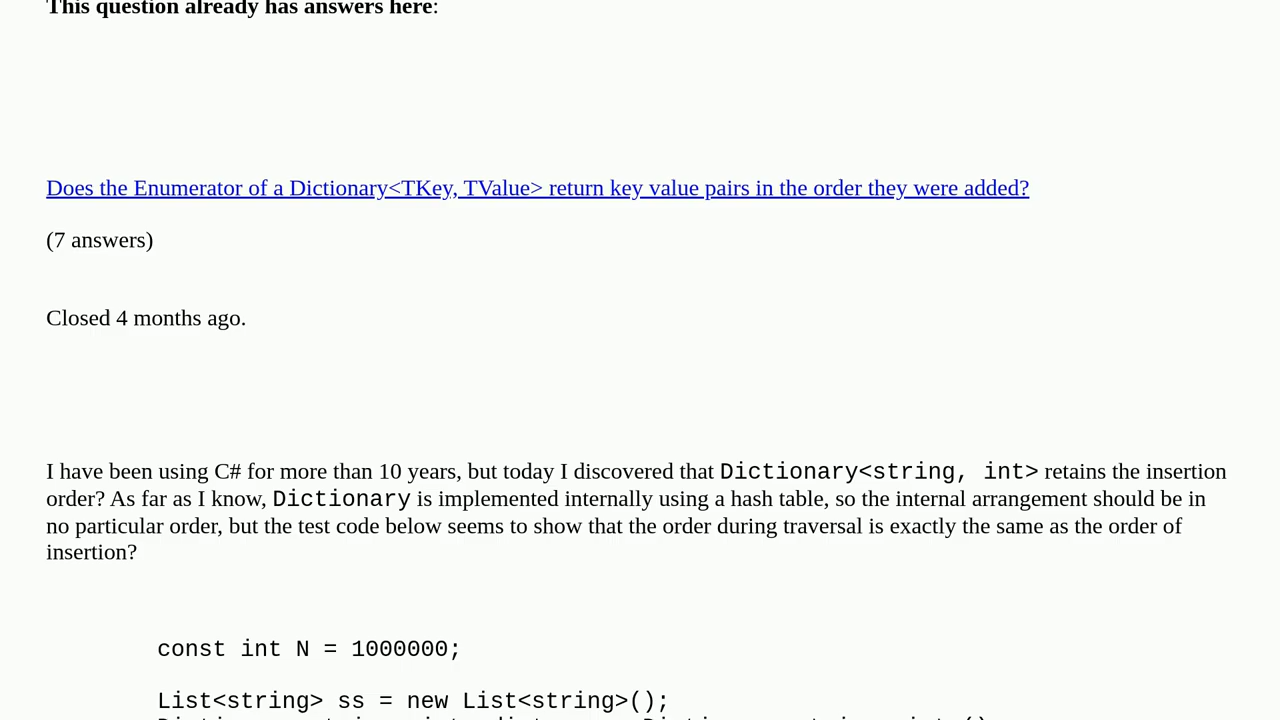 This question already has answers here:
Does the Enumerator of a Dictionary<TKey, TValue> return key value pairs in the order they were added?
(7 answers)
Closed 4 months ago.
I have been using C# for more than 10 years, but today I discovered that Dictionary<string, int> retains the insertion
order? As far as I know, Dictionary is implemented internally using a hash table, so the internal arrangement should be in
no particular order, but the test code below seems to show that the order during traversal is exactly the same as the order of
insertion?
const int N = 1000000;
List<string> ss = new List<string>();